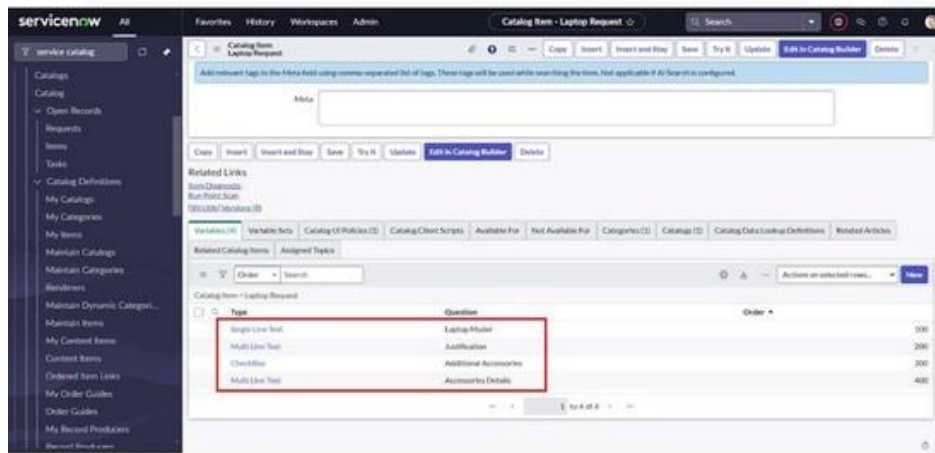 servicenow All Favorites History Workspaces Admin Catalog Item - Laptop Request Search
service catalog
Catalogs
Catalog
Open Records
Requests
Items
Tasks
Catalog Definitions
My Catalogs
My Categories
My Items
Maintain Catalogs
Maintain Categories
Renderers
Maintain Dynamic Categori...
Maintain Items
My Content Items
Content Items
Ordered Item Links
My Order Guides
Order Guides
My Record Producers
Record Producers
Catalog Item
Laptop Request
Copy Insert Insert and Stay Save Try It Update Edit in Catalog Builder Delete
Add relevant tags to the Meta field using comma-separated list of tags. These tags will be used while searching the item. Not applicable if AI Search is configured.
Meta
Copy Insert Insert and Stay Save Try It Update Edit in Catalog Builder Delete
Related Links
Item Diagnostic
Run Point Scan
Variables (4) Variable Sets Catalog UI Policies (1) Catalog Client Scripts Available For Not Available For Categories (1) Catalogs (1) Catalog Data Lookup Definitions Related Articles
Related Catalog Items Assigned Topics
Order Search Actions on selected rows... New
Catalog Item = Laptop Request
Type Question Order
Single Line Text Laptop Model 100
Multi Line Text Justification 200
CheckBox Additional Accessories 300
Multi Line Text Accessories Details 400
1 to 4 of 4